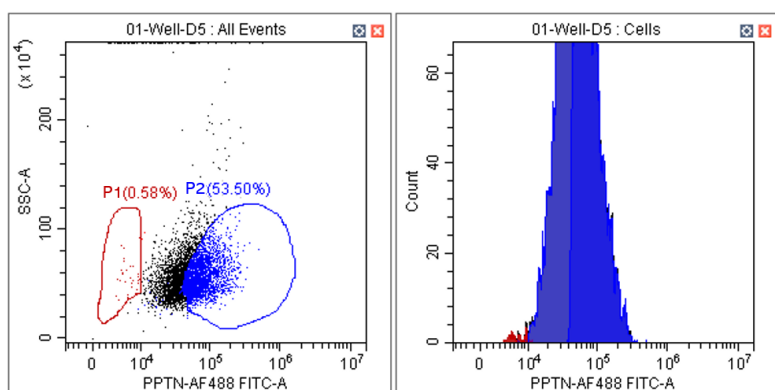 01-Well-D5 : All Events
(x 10⁴)
200
100
0
SSC-A
P1(0.58%)
P2(53.50%)
0 10⁴ 10⁵ 10⁶ 10⁷
PPTN-AF488 FITC-A
01-Well-D5 : Cells
60
40
20
0
Count
0 10⁴ 10⁵ 10⁶ 10⁷
PPTN-AF488 FITC-A